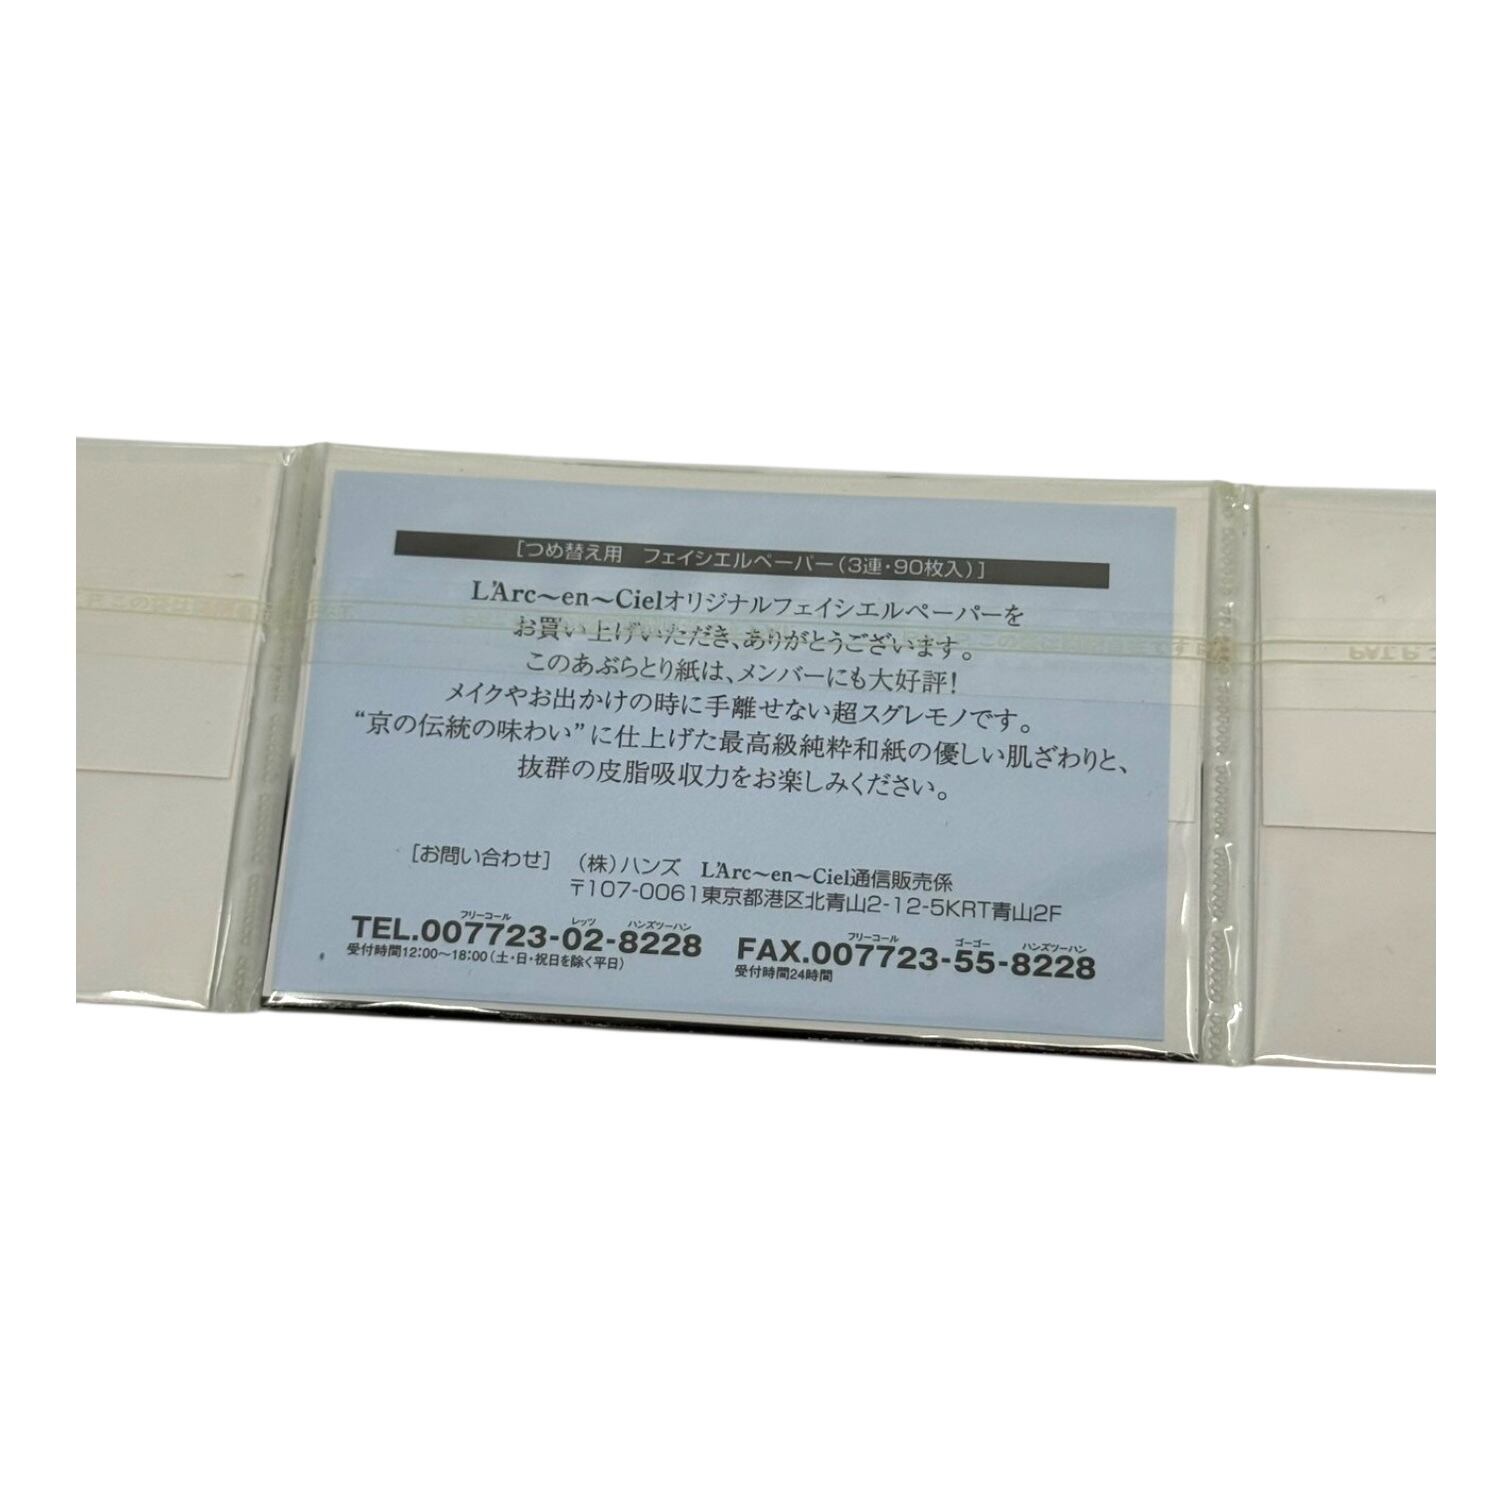 [つめ替え用　フェイシエルペーパー(3連・90枚入)]
L'Arc～en～Cielオリジナルフェイシエルペーパーを
お買い上げいただき、ありがとうございます。
このあぶらとり紙は、メンバーにも大好評!
メイクやお出かけの時に手離せない超スグレモノです。
“京の伝統の味わい”に仕上げた最高級純粋和紙の優しい肌ざわりと、
抜群の皮脂吸収力をお楽しみください。
[お問い合わせ]　(株)ハンズ　L'Arc～en～Ciel通信販売係
〒107-0061東京都港区北青山2-12-5KRT青山2F
フリーコール　レッツ　ハンズツーハン
TEL.007723-02-8228
受付時間12:00～18:00(土・日・祝日を除く平日)
フリーコール　ゴーゴー　ハンズツーハン
FAX.007723-55-8228
受付時間24時間
PAT.P